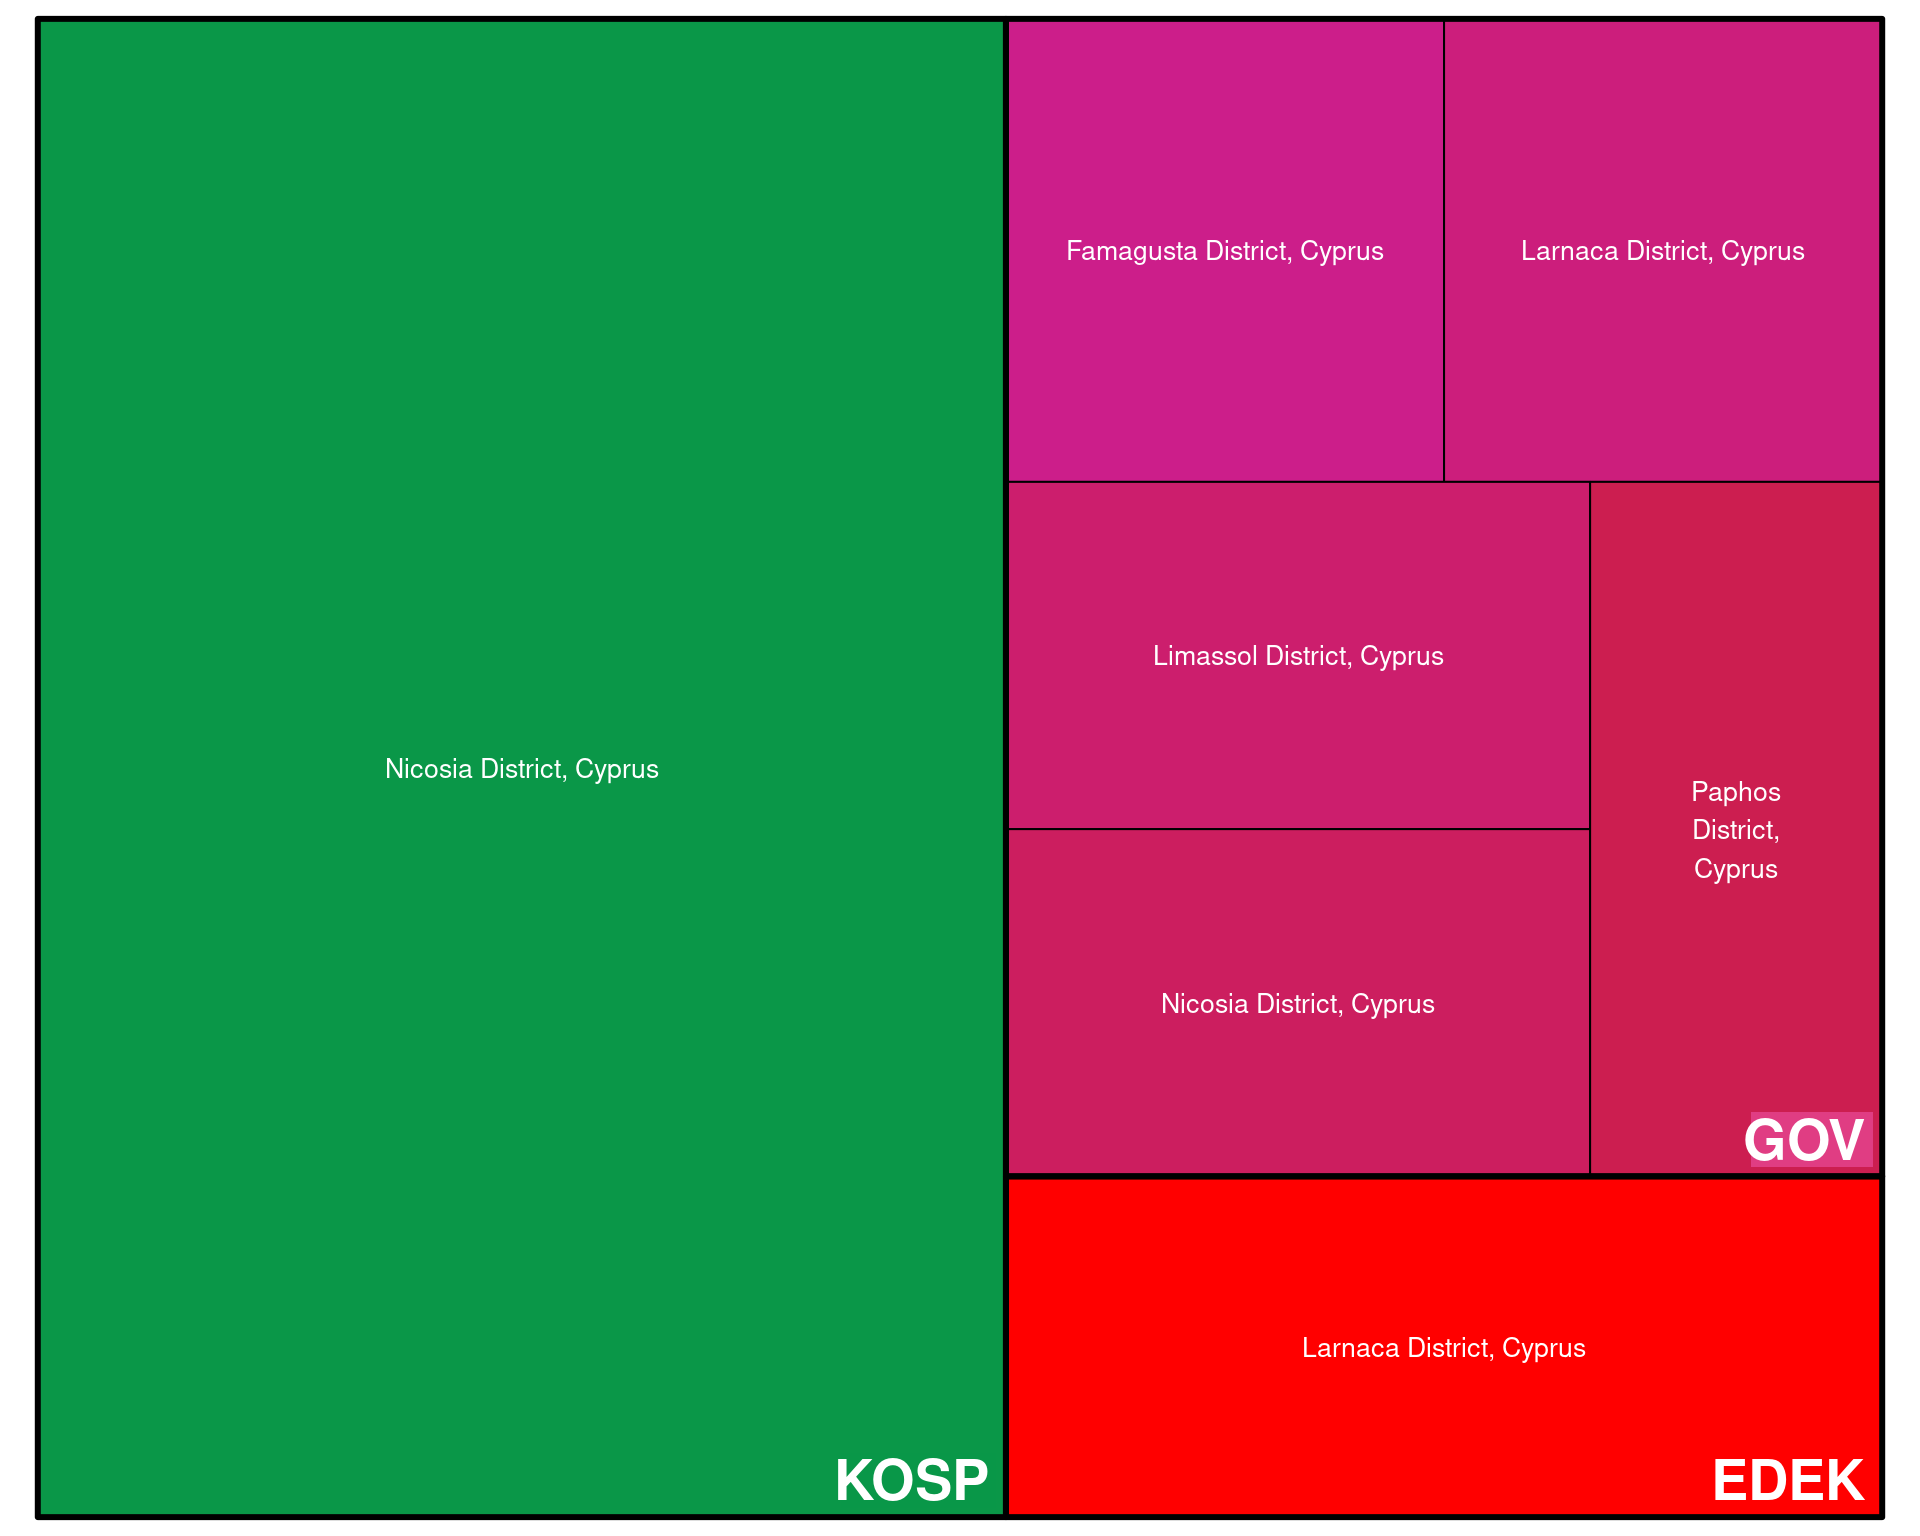 Nicosia District, Cyprus
KOSP
Famagusta District, Cyprus
Larnaca District, Cyprus
Limassol District, Cyprus
Nicosia District, Cyprus
Paphos
District,
Cyprus
GOV
Larnaca District, Cyprus
EDEK